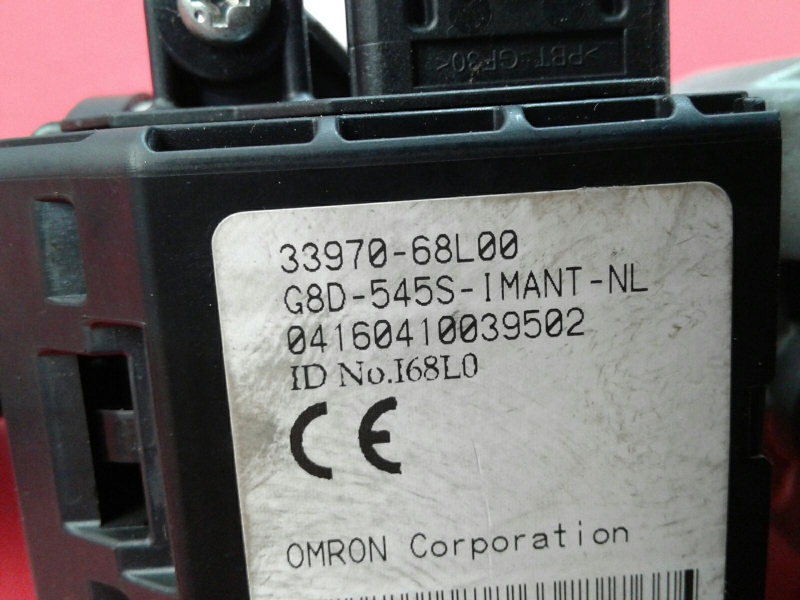 >PBT-GF30<
33970-68L00
G8D-545S-IMANT-NL
04160410039502
ID No.I68L0
CE
OMRON Corporation